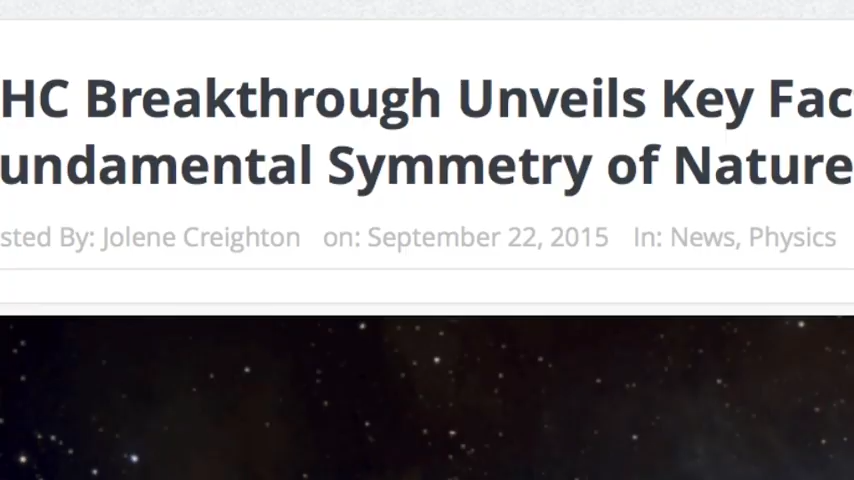 HC Breakthrough Unveils Key Fac
undamental Symmetry of Nature
sted By: Jolene Creighton on: September 22, 2015 In: News, Physics